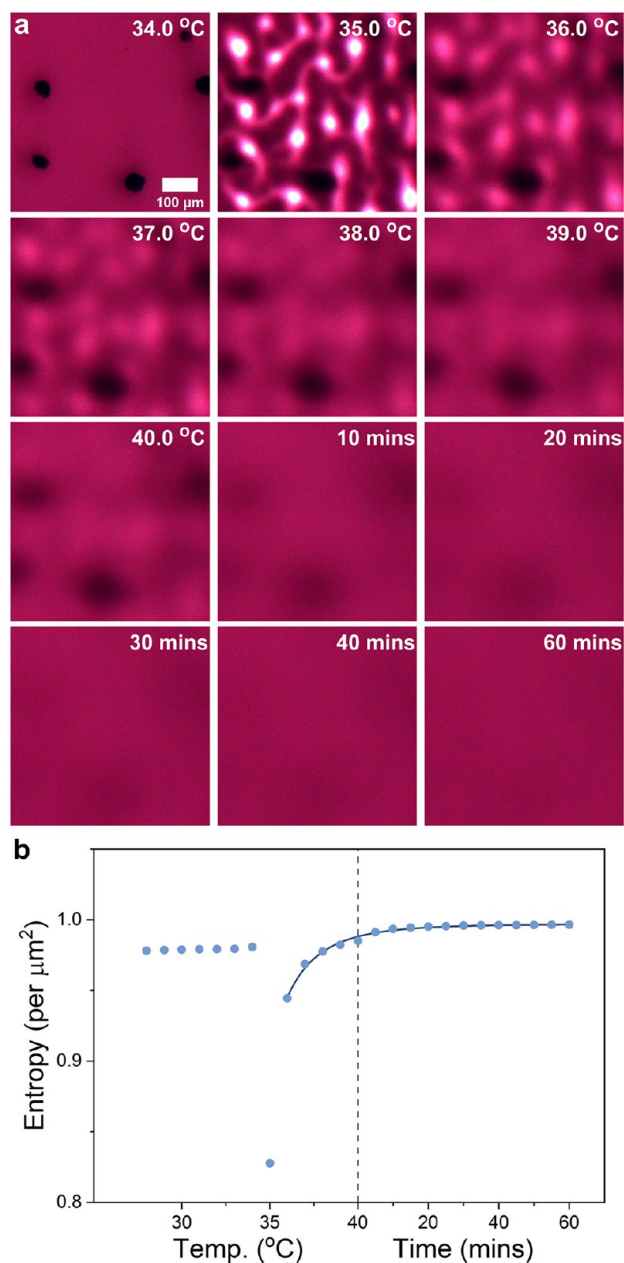 a
34.0 °C
35.0 °C
36.0 °C
100 µm
37.0 °C
38.0 °C
39.0 °C
40.0 °C
10 mins
20 mins
30 mins
40 mins
60 mins
b
1.0
0.9
0.8
Entropy (per µm²)
30 35 40 20 40 60
Temp. (°C) Time (mins)